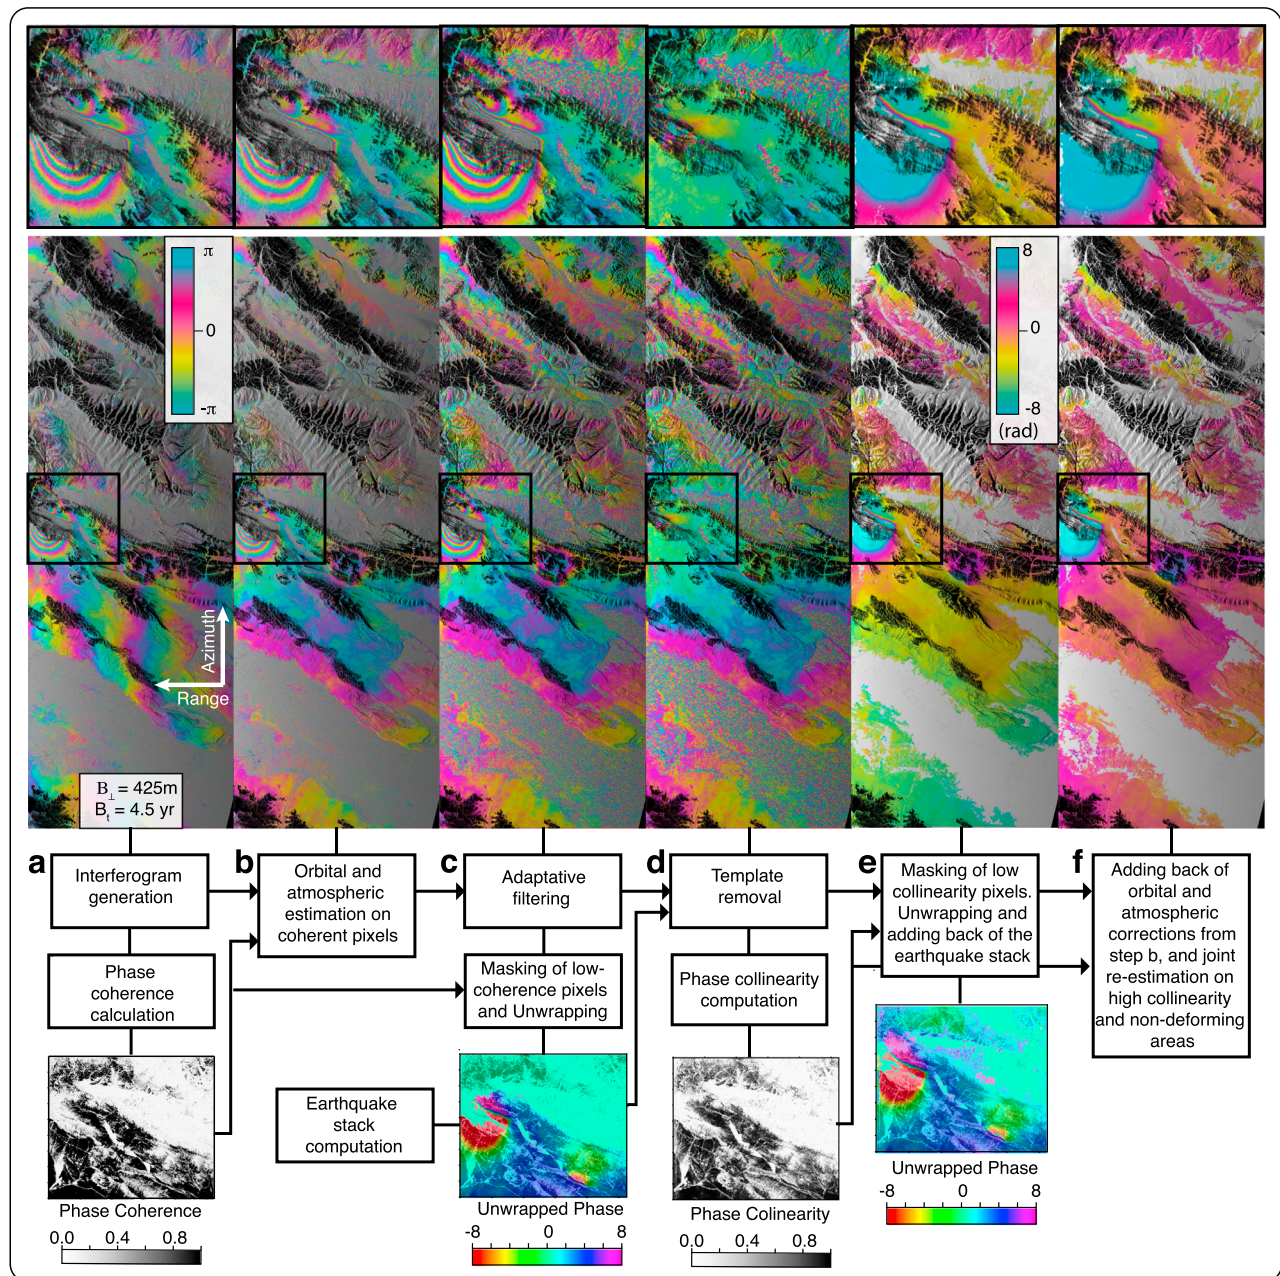 π
0
-π
8
0
-8
(rad)
Azimuth
Range
B⊥ = 425m
Bt = 4.5 yr
a
Interferogram
generation
Phase
coherence
calculation
Phase Coherence
0.0 0.4 0.8
b
Orbital and
atmospheric
estimation on
coherent pixels
Earthquake
stack
computation
c
Adaptive
filtering
Masking of low-
coherence pixels
and Unwrapping
Unwrapped Phase
-8 0 8
d
Template
removal
Phase collinearity
computation
Phase Colinearity
0.0 0.4 0.8
e
Masking of low
collinearity pixels.
Unwrapping and
adding back of the
earthquake stack
Unwrapped Phase
-8 0 8
f
Adding back of
orbital and
atmospheric
corrections from
step b, and joint
re-estimation on
high collinearity
and non-deforming
areas